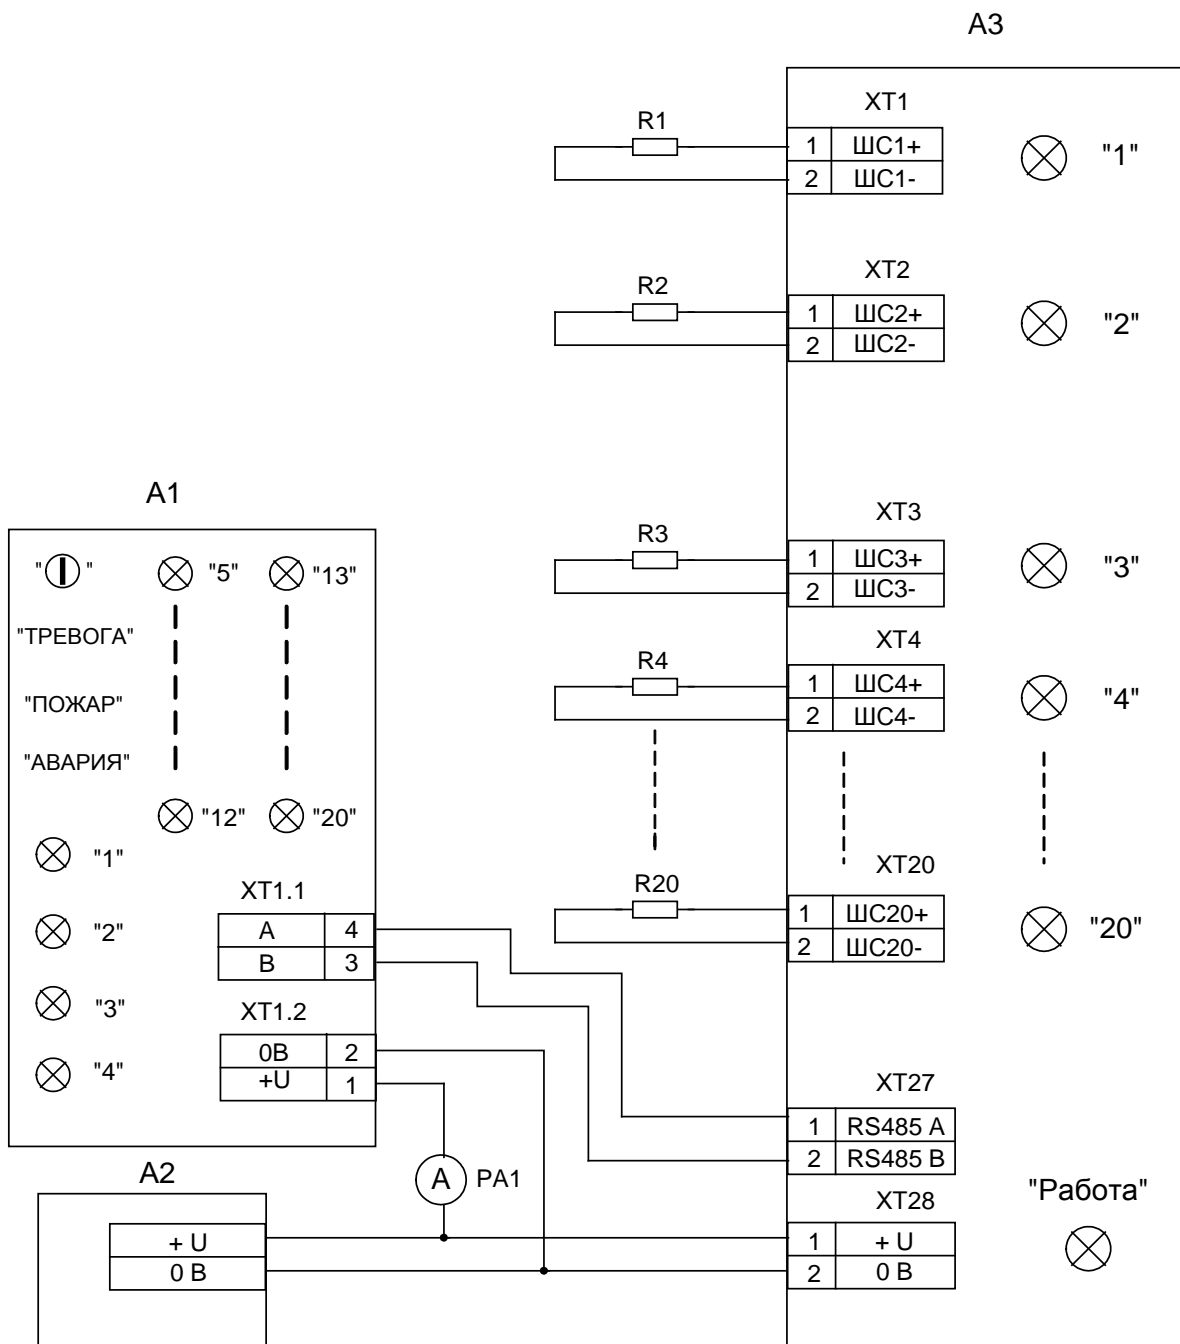 А3
XT1
R1
1 ШС1+
2 ШС1-
"1"
XT2
R2
1 ШС2+
2 ШС2-
"2"
XT3
R3
1 ШС3+
2 ШС3-
"3"
XT4
R4
1 ШС4+
2 ШС4-
"4"
XT20
R20
1 ШС20+
2 ШС20-
"20"
А1
" "
"5"
"13"
"ТРЕВОГА"
"ПОЖАР"
"АВАРИЯ"
"12"
"20"
"1"
"2"
"3"
"4"
XT1.1
A 4
B 3
XT1.2
0В 2
+U 1
XT27
1 RS485 A
2 RS485 B
А2
+ U
0 В
A
PA1
XT28
1 + U
2 0 В
"Работа"